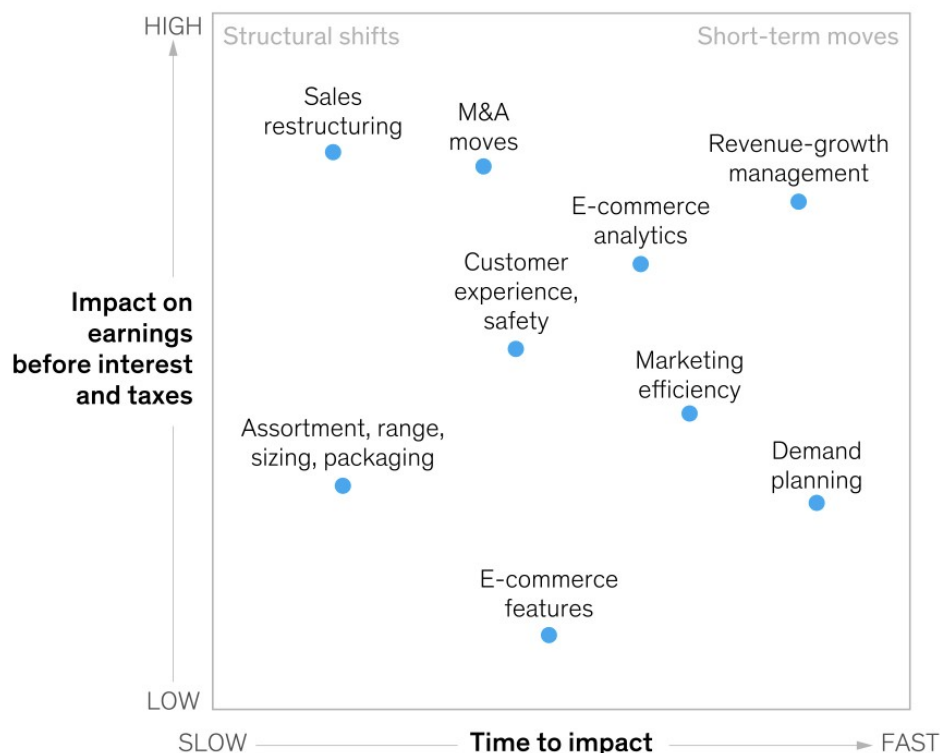 HIGH
Structural shifts
Short-term moves
Sales
restructuring
M&A
moves
Revenue-growth
management
E-commerce
analytics
Customer
experience,
safety
Impact on
earnings
before interest
and taxes
Marketing
efficiency
Assortment, range,
sizing, packaging
Demand
planning
E-commerce
features
LOW
SLOW
Time to impact
FAST